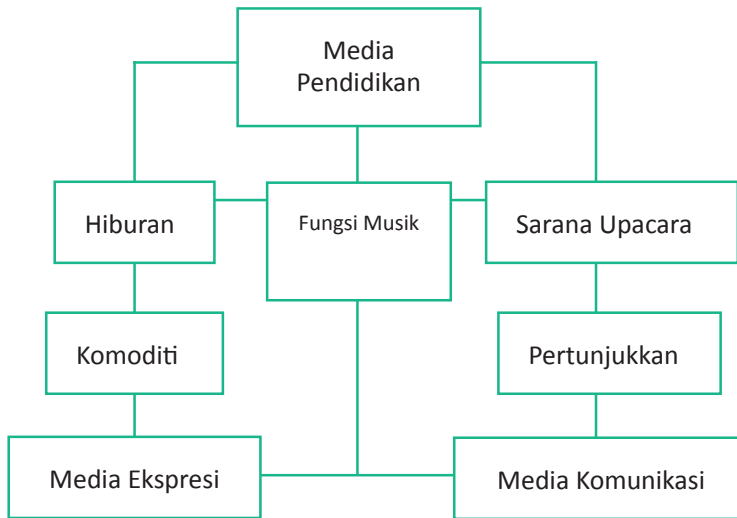 Media
Pendidikan
Hiburan
Fungsi Musik
Sarana Upacara
Komoditi
Pertunjukkan
Media Ekspresi
Media Komunikasi